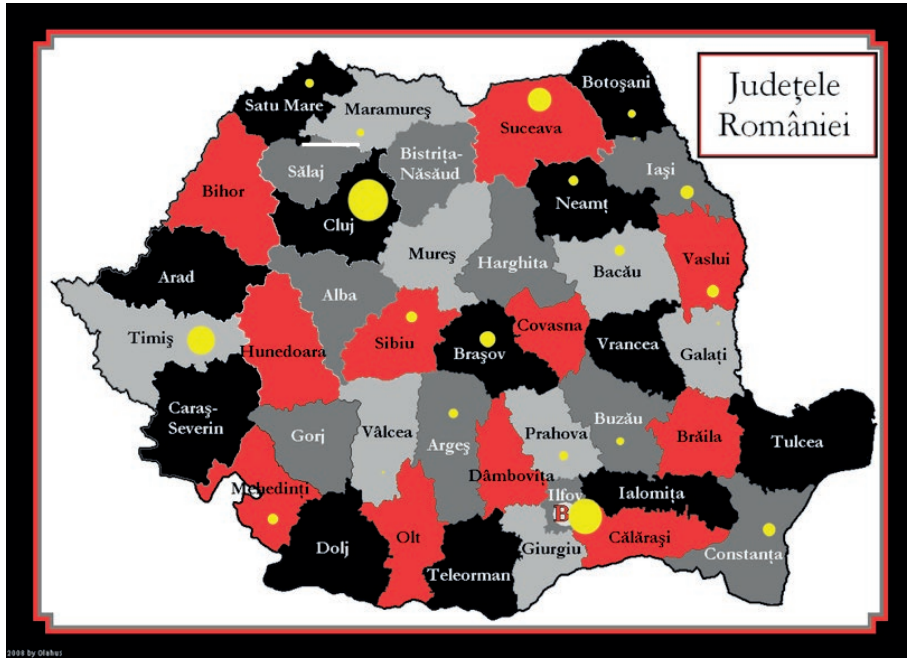 Județele
României
Botoșani
Satu Mare
Maramureș
Suceava
Iași
Bistrița-
Năsăud
Sălaj
Bihor
Neamț
Cluj
Mureș
Harghita
Bacău
Vaslui
Arad
Alba
Timiș
Hunedoara
Sibiu
Brașov
Covasna
Vrancea
Galați
Caraș-
Severin
Gorj
Vâlcea
Argeș
Prahova
Buzău
Brăila
Tulcea
Dâmbovița
Mehedinți
Ilfov
Ialomița
B
Olt
Dolj
Giurgiu
Călărași
Constanța
Teleorman
2008 by Olahus